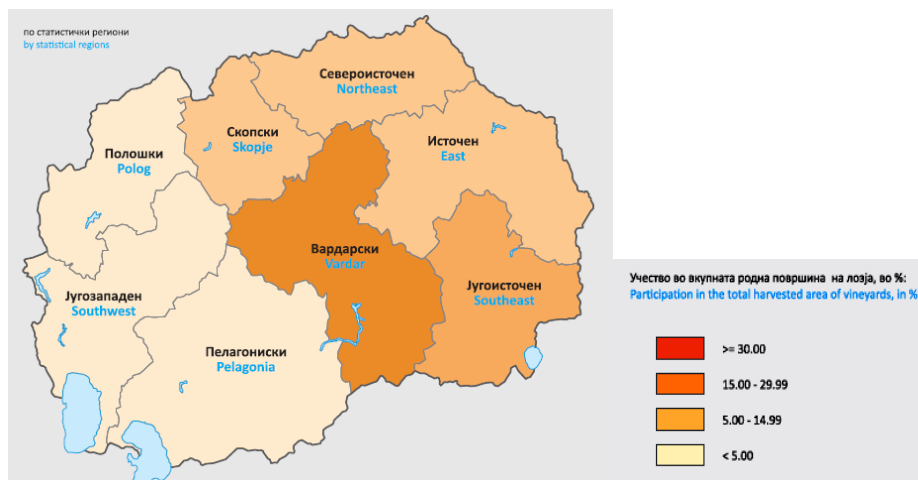 по статистички региони
by statistical regions
Североисточен
Northeast
Скопски
Skopje
Источен
East
Полошки
Polog
Вардарски
Vardar
Југоисточен
Southeast
Југозападен
Southwest
Пелагониски
Pelagonia
Учество во вкупната родна површина на лозја, во %:
Participation in the total harvested area of vineyards, in %
>= 30.00
15.00 - 29.99
5.00 - 14.99
< 5.00